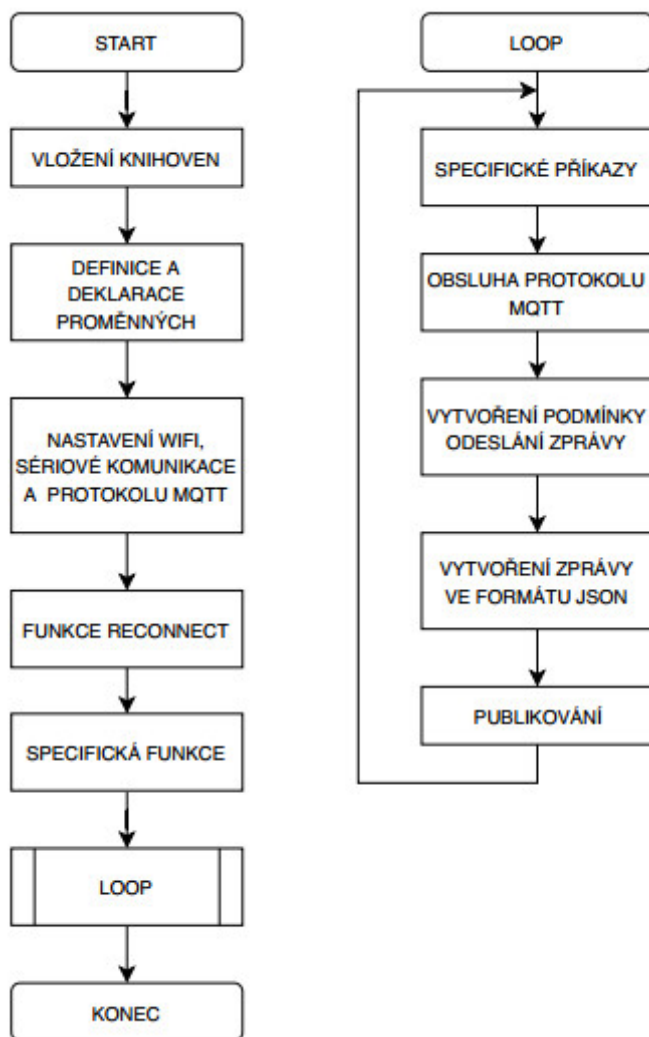 START
VLOŽENÍ KNIHOVEN
DEFINICE A
DEKLARACE
PROMĚNNÝCH
NASTAVENÍ WIFI,
SÉRIOVÉ KOMUNIKACE
A PROTOKOLU MQTT
FUNKCE RECONNECT
SPECIFICKÁ FUNKCE
LOOP
KONEC
LOOP
SPECIFICKÉ PŘÍKAZY
OBSLUHA PROTOKOLU
MQTT
VYTVOŘENÍ PODMÍNKY
ODESLÁNÍ ZPRÁVY
VYTVOŘENÍ ZPRÁVY
VE FORMÁTU JSON
PUBLIKOVÁNÍ